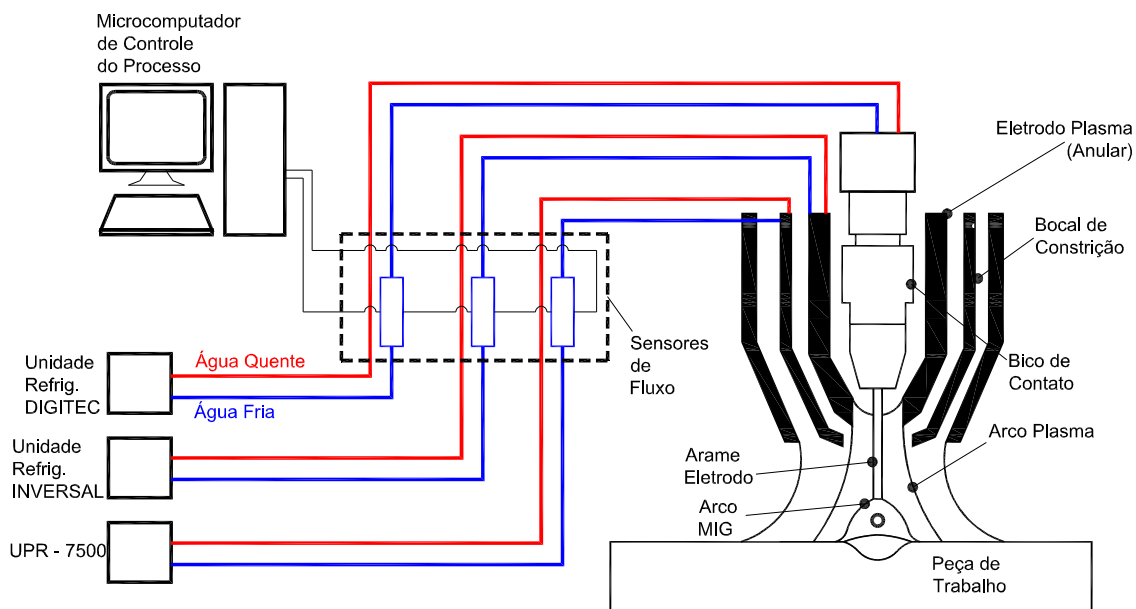 Microcomputador
de Controle
do Processo
Eletrodo Plasma
(Anular)
Bocal de
Constrição
Sensores
de
Fluxo
Bico de
Contato
Unidade
Refrig.
DIGITEC
Água Quente
Água Fria
Arco Plasma
Unidade
Refrig.
INVERSAL
Arame
Eletrodo
Arco
MIG
UPR - 7500
Peça de
Trabalho